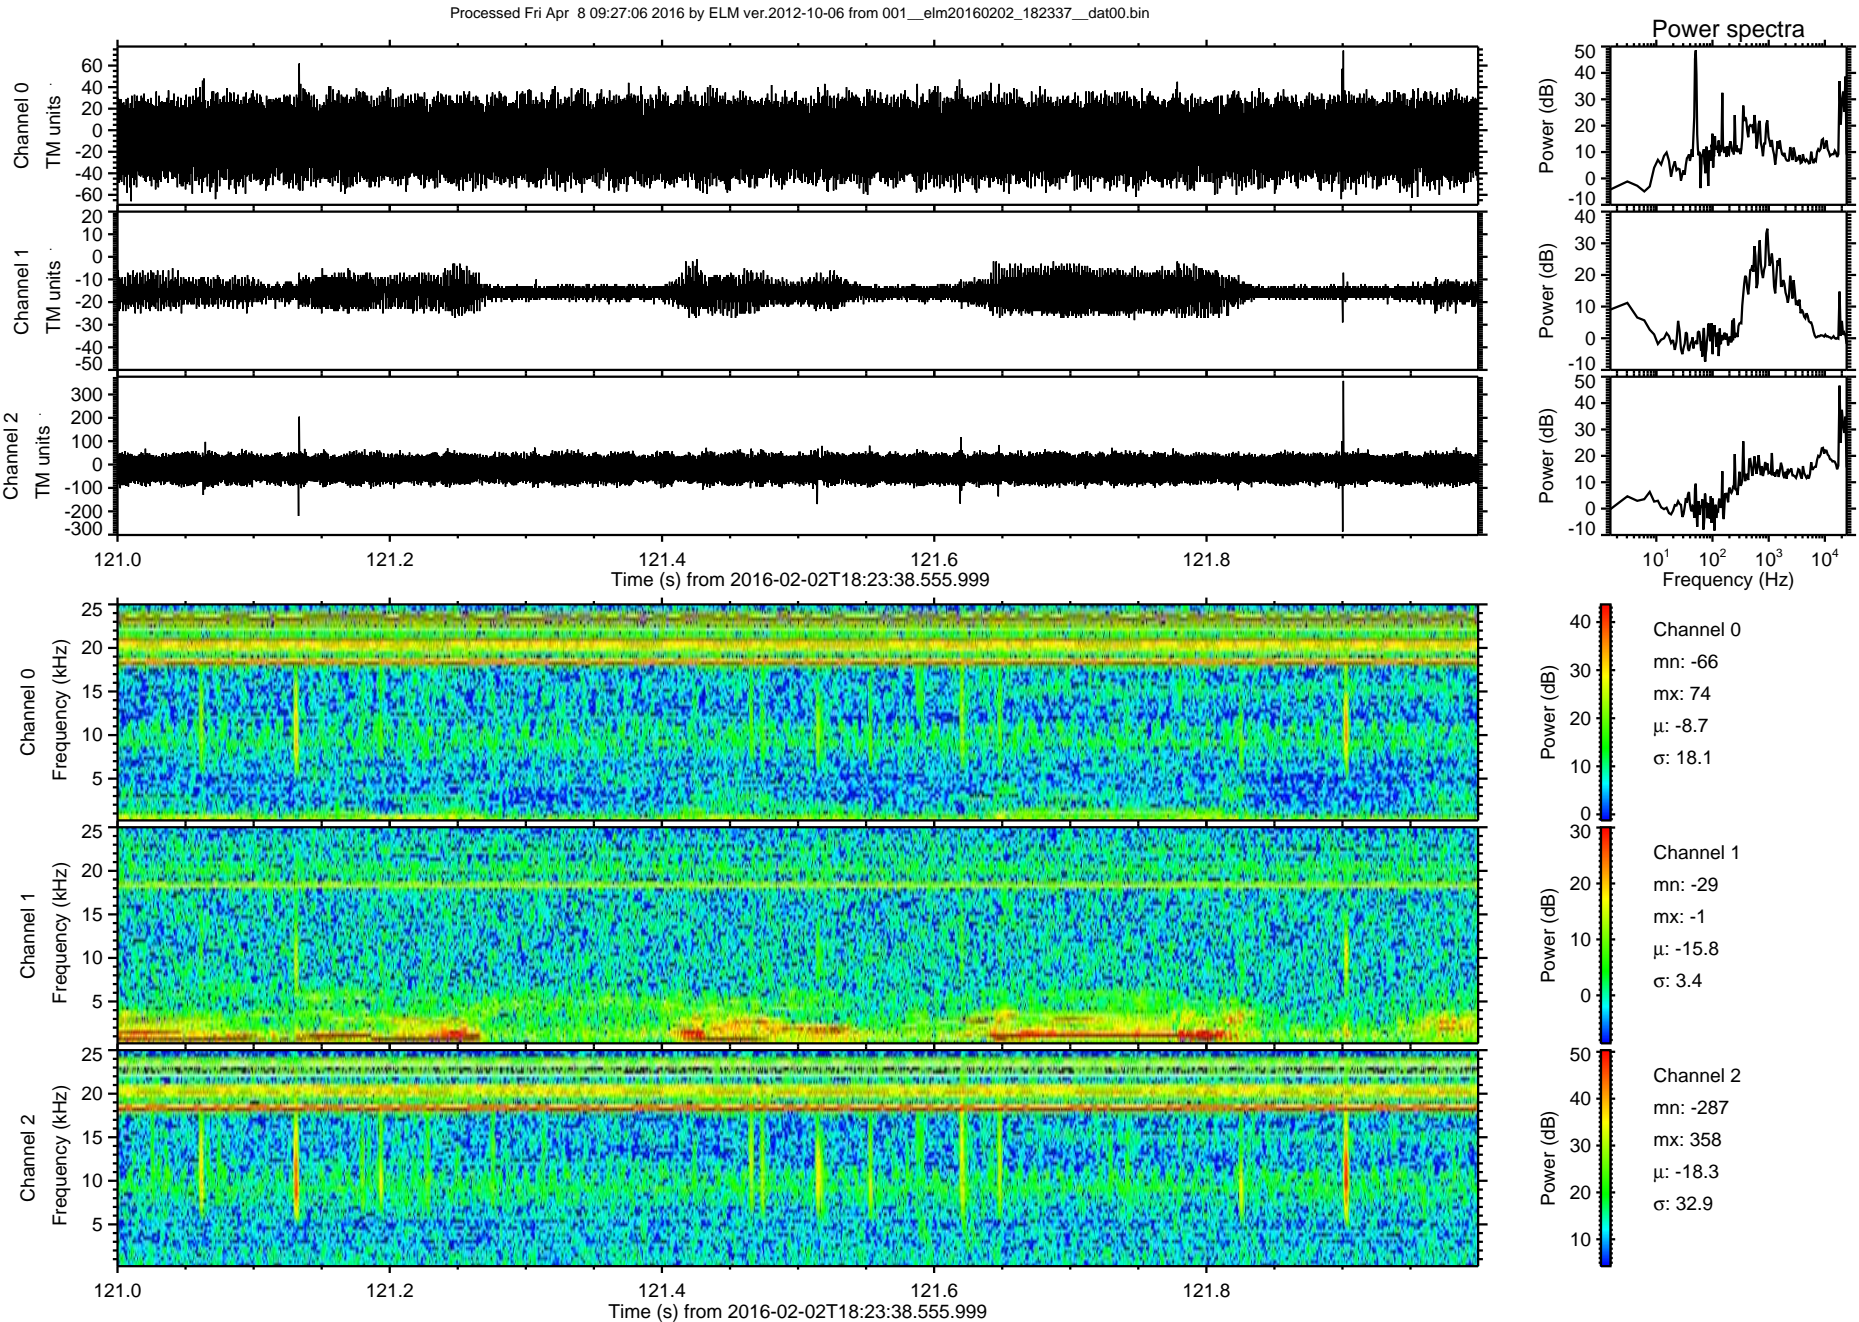 Processed Fri Apr  8 09:27:06 2016 by ELM ver.2012-10-06 from 001__elm20160202_182337__dat00.bin
Power spectra
Channel 0
TM units
60
40
20
0
-20
-40
-60
Power (dB)
50
40
30
20
10
0
-10
Channel 1
TM units
20
10
0
-10
-20
-30
-40
-50
Power (dB)
40
30
20
10
0
-10
Channel 2
TM units
300
200
100
0
-100
-200
-300
Power (dB)
50
40
30
20
10
0
-10
121.0 121.2 121.4 121.6 121.8
Time (s) from 2016-02-02T18:23:38.555.999
10¹ 10² 10³ 10⁴
Frequency (Hz)
Channel 0
Frequency (kHz)
25
20
15
10
5
Power (dB)
40
30
20
10
0
Channel 0
mn: -66
mx: 74
μ: -8.7
σ: 18.1
Channel 1
Frequency (kHz)
25
20
15
10
5
Power (dB)
30
20
10
0
Channel 1
mn: -29
mx: -1
μ: -15.8
σ: 3.4
Channel 2
Frequency (kHz)
25
20
15
10
5
Power (dB)
50
40
30
20
10
Channel 2
mn: -287
mx: 358
μ: -18.3
σ: 32.9
121.0 121.2 121.4 121.6 121.8
Time (s) from 2016-02-02T18:23:38.555.999